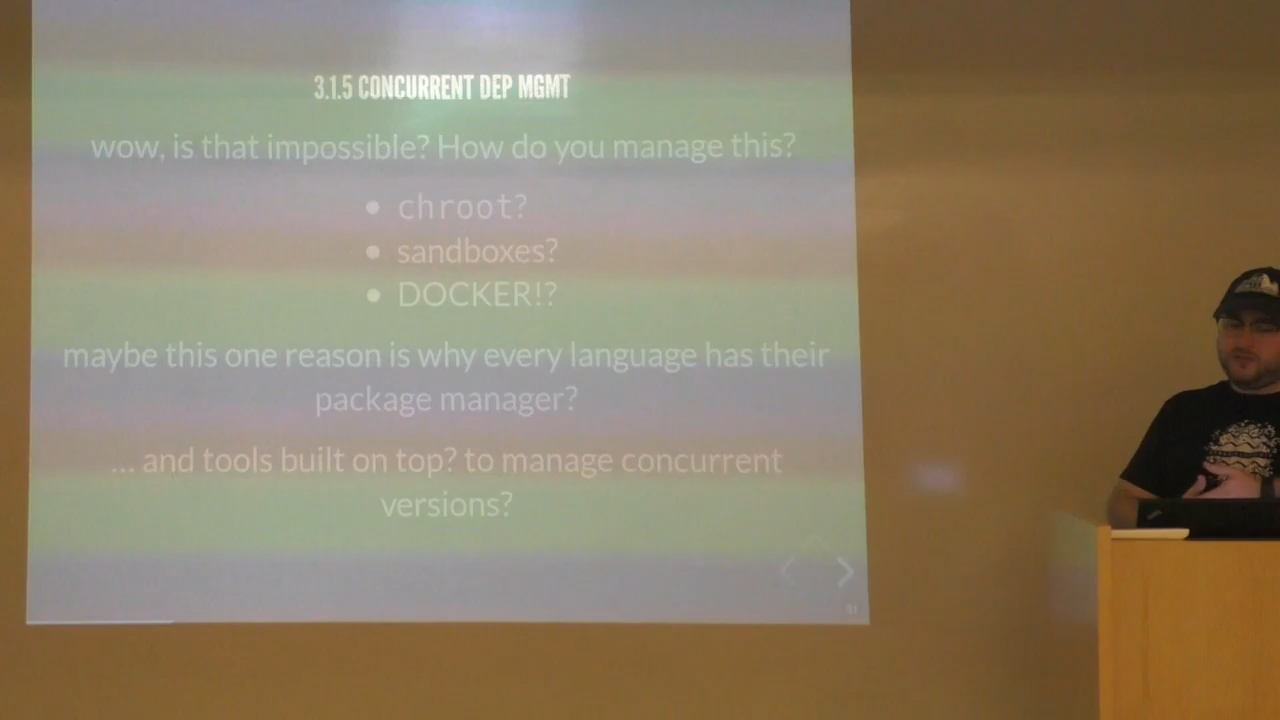 3.1.5 CONCURRENT DEP MGMT
wow, is that impossible? How do you manage this?
• chroot?
• sandboxes?
• DOCKER!?
maybe this one reason is why every language has their
package manager?
... and tools built on top? to manage concurrent
versions?